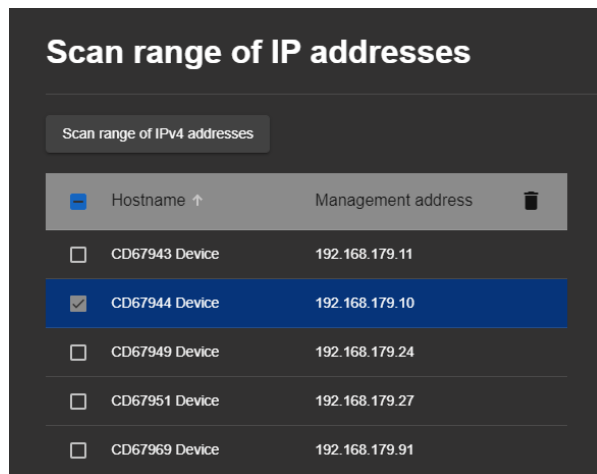 Scan range of IP addresses
Scan range of IPv4 addresses
Hostname ↑ Management address
CD67943 Device 192.168.179.11
CD67944 Device 192.168.179.10
CD67949 Device 192.168.179.24
CD67951 Device 192.168.179.27
CD67969 Device 192.168.179.91